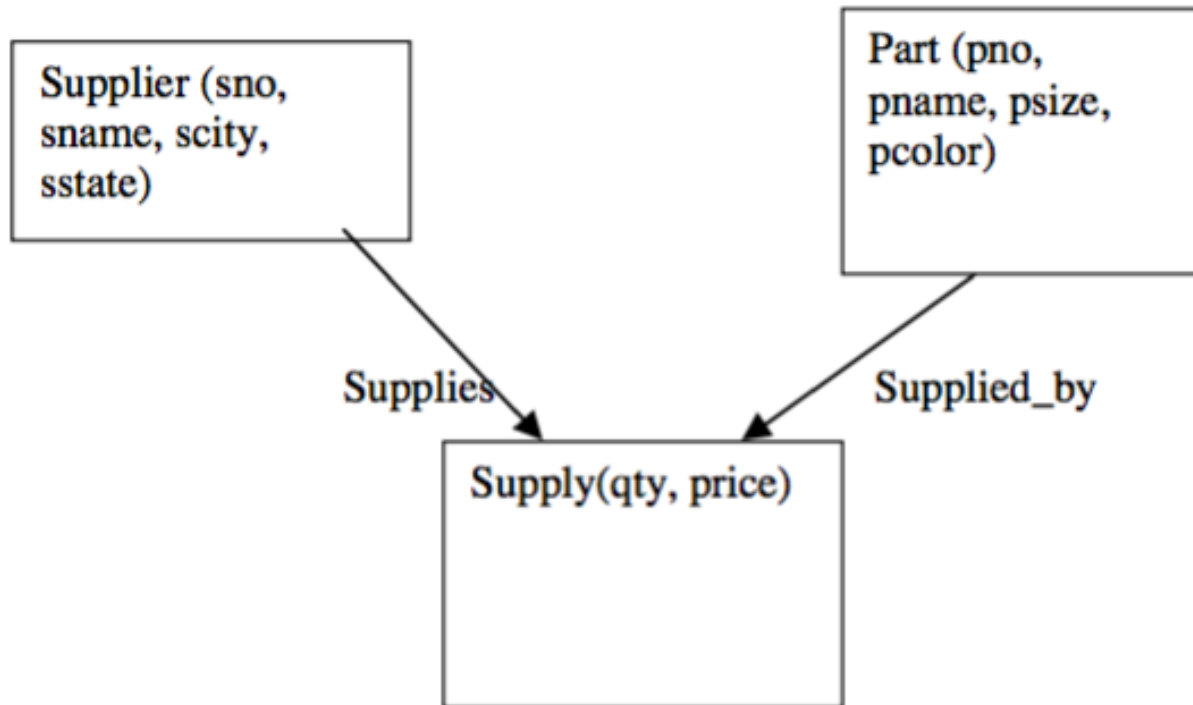 Supplier (sno,
sname, scity,
sstate)
Part (pno,
pname, psize,
pcolor)
Supplies
Supplied_by
Supply(qty, price)